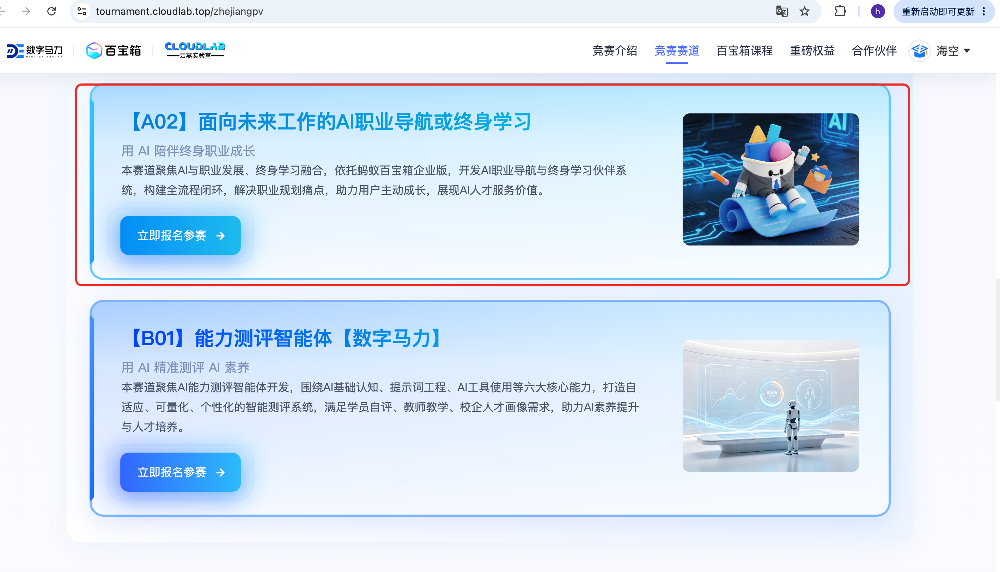 tournament.cloudlab.top/zhejiangpv
h
重新启动即可更新
数字马力
DIGITAL ENGINE
百宝箱
CLOUDLAB
云燕实验室
竞赛介绍
竞赛赛道
百宝箱课程
重磅权益
合作伙伴
海空
【A02】面向未来工作的AI职业导航或终身学习
用 AI 陪伴终身职业成长
本赛道聚焦AI与职业发展、终身学习融合，依托蚂蚁百宝箱企业版，开发AI职业导航与终身学习伙伴系
统，构建全流程闭环，解决职业规划痛点，助力用户主动成长，展现AI人才服务价值。
立即报名参赛
AI
【B01】能力测评智能体【数字马力】
用 AI 精准测评 AI 素养
本赛道聚焦AI能力测评智能体开发，围绕AI基础认知、提示词工程、AI工具使用等六大核心能力，打造自
适应、可量化、个性化的智能测评系统，满足学员自评、教师教学、校企人才画像需求，助力AI素养提升
与人才培养。
立即报名参赛